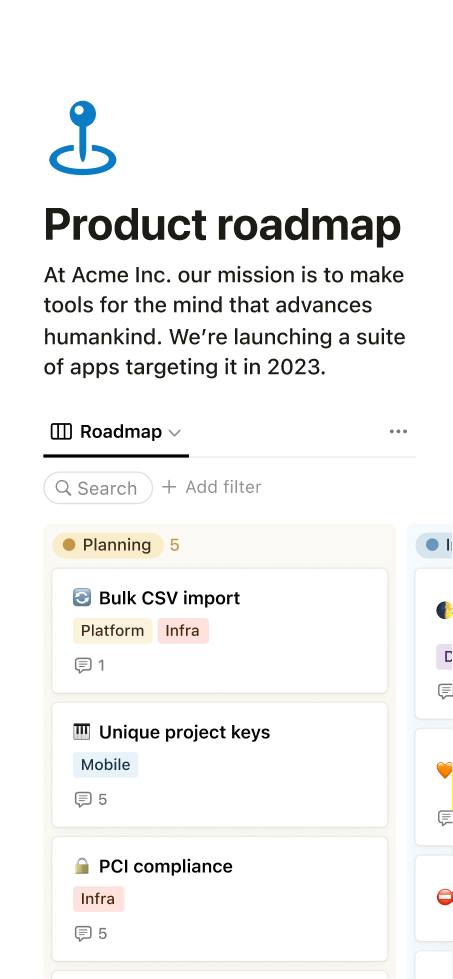 Product roadmap
At Acme Inc. our mission is to make
tools for the mind that advances
humankind. We’re launching a suite
of apps targeting it in 2023.
Roadmap
Search
Add filter
Planning 5
Bulk CSV import
Platform Infra
1
Unique project keys
Mobile
5
PCI compliance
Infra
5